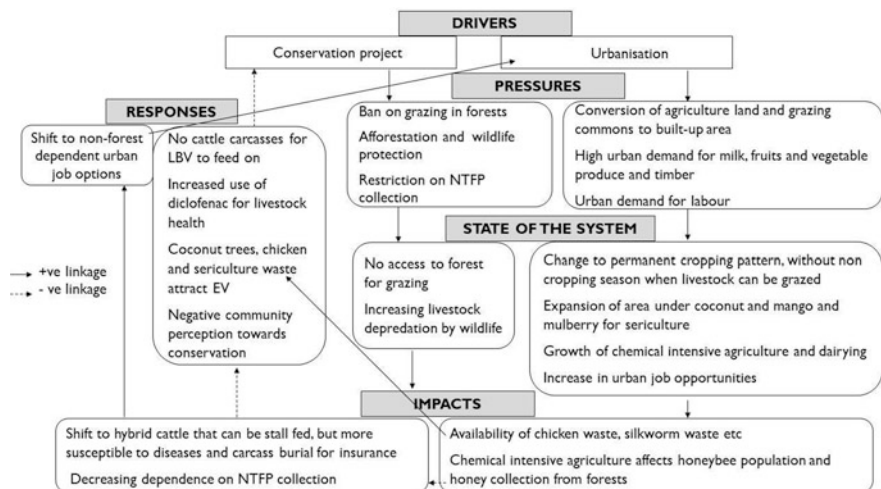 DRIVERS
Conservation project
Urbanisation
PRESSURES
RESPONSES
Shift to non-forest
dependent urban
job options
No cattle carcasses for
LBV to feed on
Increased use of
diclofenac for livestock
health
Coconut trees, chicken
and sericulture waste
attract EV
Negative community
perception towards
conservation
Ban on grazing in forests
Afforestation and wildlife
protection
Restriction on NTFP
collection
Conversion of agriculture land and grazing
commons to built-up area
High urban demand for milk, fruits and vegetable
produce and timber
Urban demand for labour
STATE OF THE SYSTEM
+ve linkage
- ve linkage
No access to forest
for grazing
Increasing livestock
depredation by wildlife
Change to permanent cropping pattern, without non
cropping season when livestock can be grazed
Expansion of area under coconut and mango and
mulberry for sericulture
Growth of chemical intensive agriculture and dairying
Increase in urban job opportunities
IMPACTS
Shift to hybrid cattle that can be stall fed, but more
susceptible to diseases and carcass burial for insurance
Decreasing dependence on NTFP collection
Availability of chicken waste, silkworm waste etc
Chemical intensive agriculture affects honeybee population and
honey collection from forests